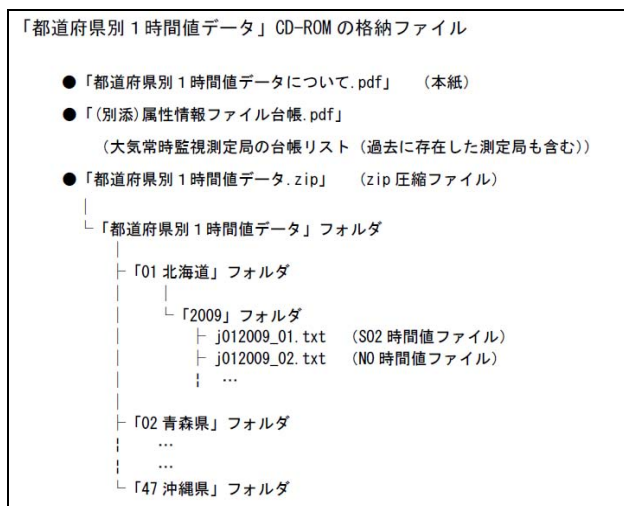 「都道府県別１時間値データ」CD-ROM の格納ファイル
●「都道府県別１時間値データについて.pdf」　（本紙）
●「(別添)属性情報ファイル台帳.pdf」
（大気常時監視測定局の台帳リスト（過去に存在した測定局も含む））
●「都道府県別１時間値データ.zip」　（zip 圧縮ファイル）
└「都道府県別１時間値データ」フォルダ
├「01 北海道」フォルダ
└「2009」フォルダ
├ j012009_01.txt　（SO2 時間値ファイル）
├ j012009_02.txt　（NO 時間値ファイル）
…
├「02 青森県」フォルダ
…
…
└「47 沖縄県」フォルダ